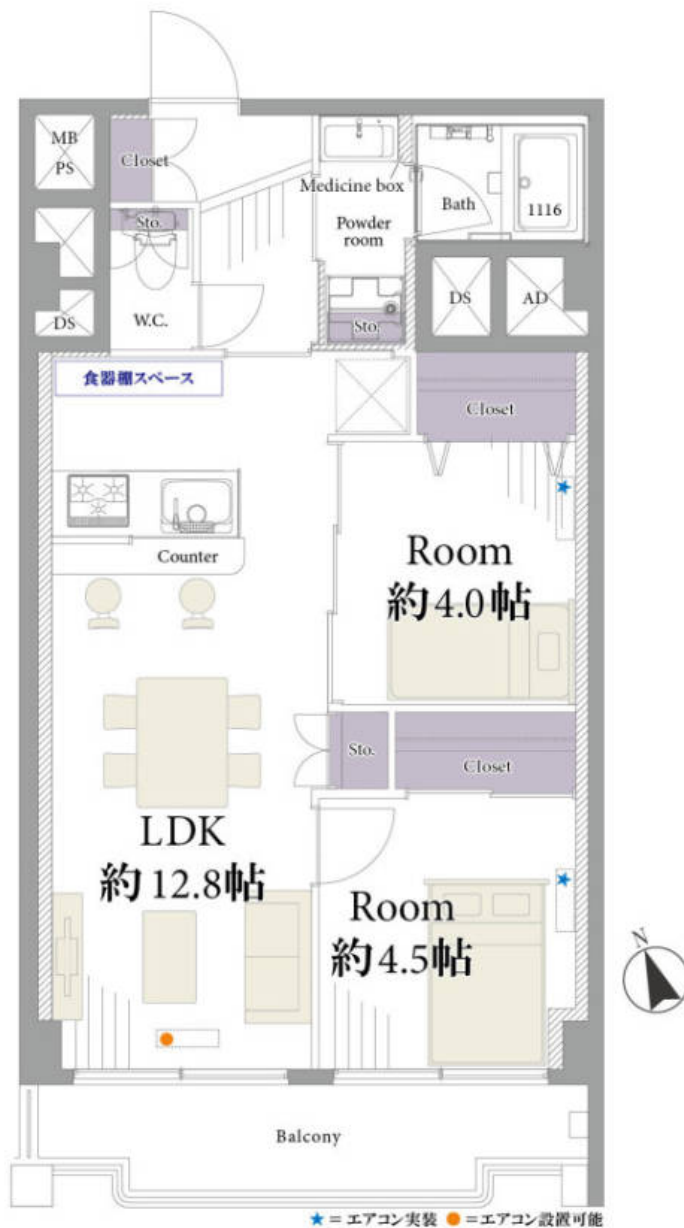 MB
PS
Closet
Medicine box
Bath
1116
Sto.
Powder
room
W.C.
DS
Sto.
DS
AD
食器棚スペース
Closet
Counter
Room
約4.0帖
Sto.
Closet
LDK
約12.8帖
Room
約4.5帖
N
Balcony
★=エアコン実装 ●=エアコン設置可能